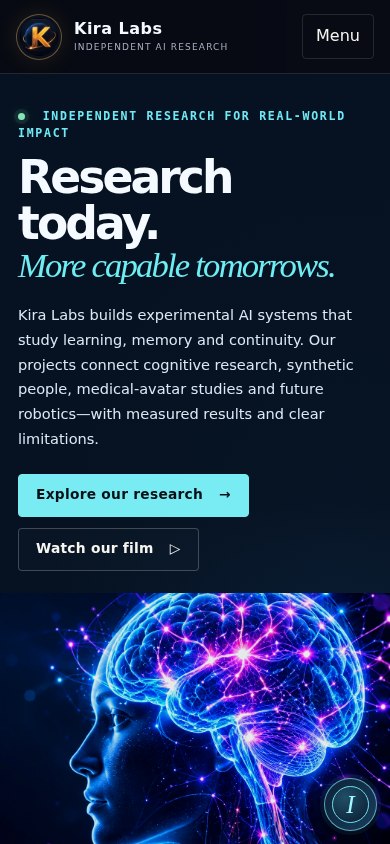 K
Kira Labs
INDEPENDENT AI RESEARCH
Menu
INDEPENDENT RESEARCH FOR REAL-WORLD
IMPACT
Research
today.
More capable tomorrows.
Kira Labs builds experimental AI systems that
study learning, memory and continuity. Our
projects connect cognitive research, synthetic
people, medical-avatar studies and future
robotics—with measured results and clear
limitations.
Explore our research →
Watch our film ▷
I